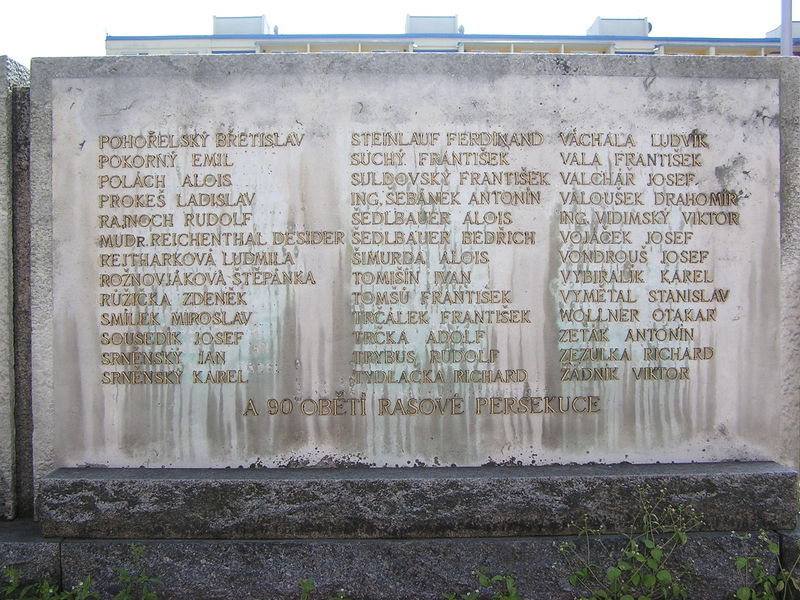 POHOŘELSKÝ BŘETISLAV
POKORNÝ EMIL
POLÁCH ALOIS
PROKEŠ LADISLAV
RAJNOCH RUDOLF
MUDR. REICHENTHAL DESIDER
REJTHARKOVÁ LUDMILA
ROŽNOVJÁKOVÁ ŠTĚPÁNKA
RŮŽIČKA ZDENĚK
SMÍLEK MIROSLAV
SOUSEDÍK JOSEF
SRNĚNSKÝ JAN
SRNĚNSKÝ KAREL
STEINLAUF FERDINAND
SUCHÝ FRANTIŠEK
SULDOVSKÝ FRANTIŠEK
ING. ŠEBÁNEK ANTONÍN
ŠEDLBAUER ALOIS
ŠEDLBAUER BEDŘICH
ŠIMURDA ALOIS
TOMIŠIN IVAN
TOMŠŮ FRANTIŠEK
TRČÁLEK FRANTIŠEK
TRČKA ADOLF
TRYBUS RUDOLF
TYDLAČKA RICHARD
VÁCHALA LUDVÍK
VALA FRANTIŠEK
VALCHÁŘ JOSEF
VALOUŠEK DRAHOMÍR
ING. VIDIMSKÝ VIKTOR
VOJÁČEK JOSEF
VONDROUŠ JOSEF
VYBÍRALÍK KAREL
VYMĚTAL STANISLAV
WOLLNER OTAKAR
ZEŤÁK ANTONÍN
ZEZULKA RICHARD
ŽÁDNÍK VIKTOR
A 90 OBĚTÍ RASOVÉ PERSEKUCE